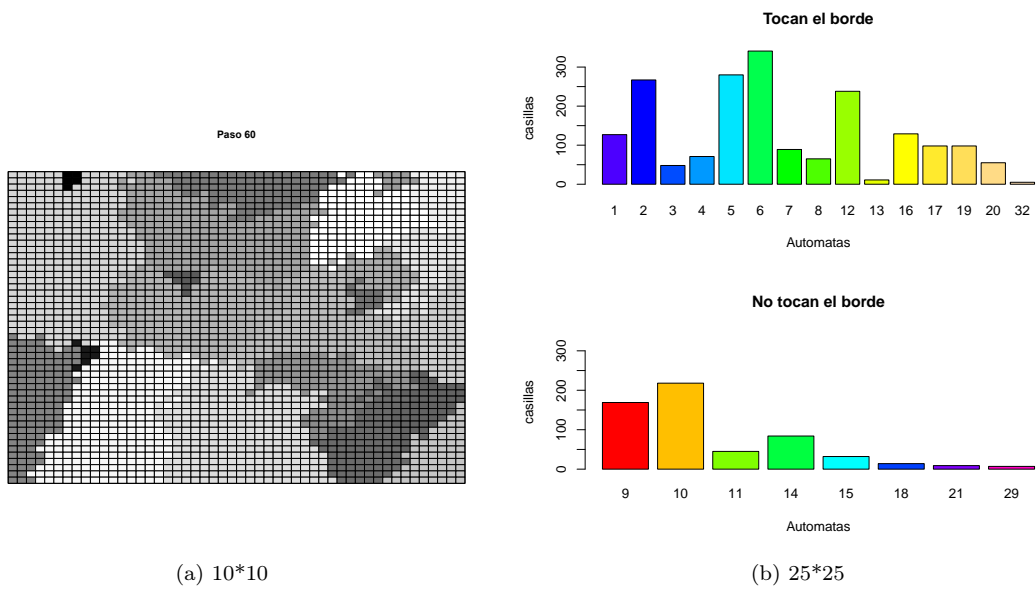 Paso 60
(a) 10*10
Tocan el borde
casillas
300
100
0
1 2 3 4 5 6 7 8 12 13 16 17 19 20 32
Automatas
No tocan el borde
casillas
300
200
100
0
9 10 11 14 15 18 21 29
Automatas
(b) 25*25